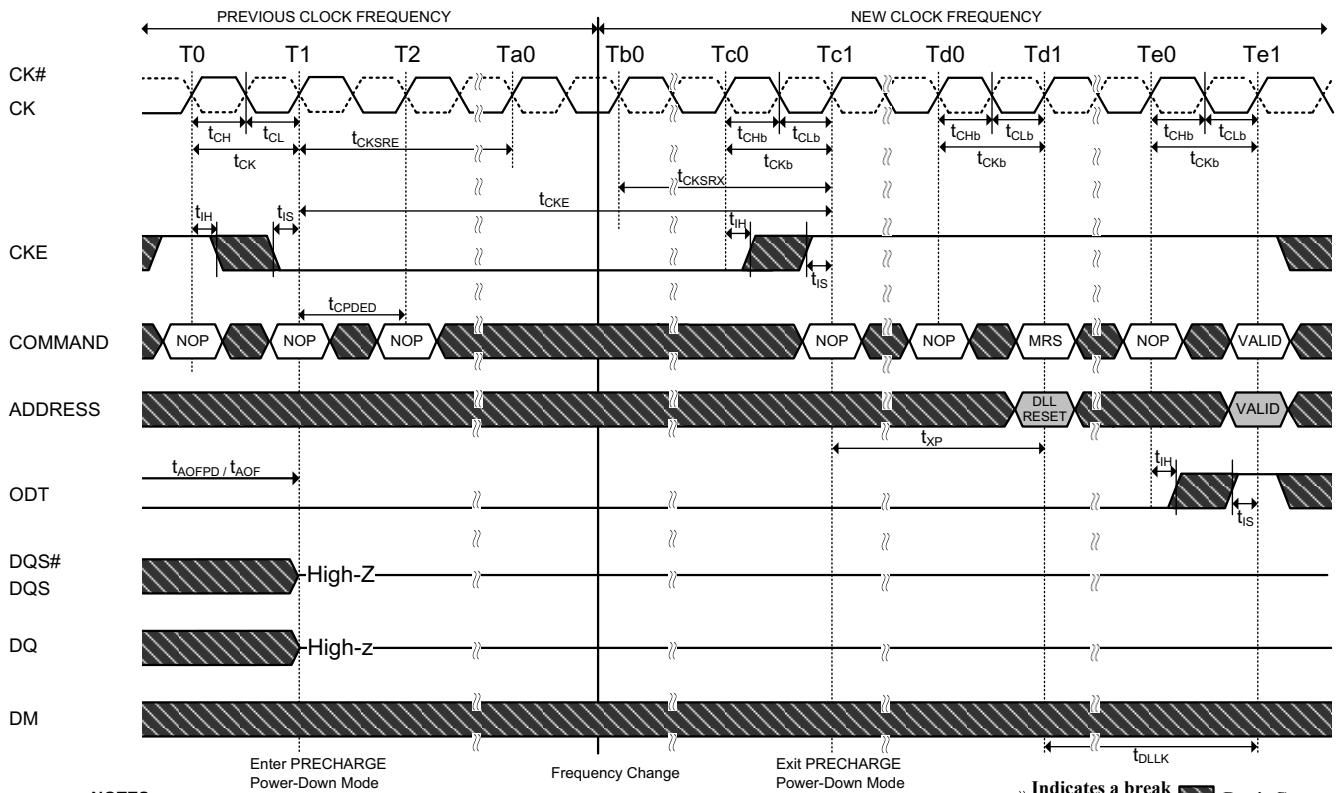 PREVIOUS CLOCK FREQUENCY NEW CLOCK FREQUENCY
T0 T1 T2 Ta0 Tb0 Tc0 Tc1 Td0 Td1 Te0 Te1
CK#
CK
tCH tCL tCHb tCLb tCHb tCLb tCHb tCLb
tCK tCKSRE tCKb tCKb tCKb
tCKSRX
tCKE
tIH tIS tIH
CKE
tIS
tCPDED
COMMAND NOP NOP NOP NOP NOP MRS NOP VALID
ADDRESS DLL RESET VALID
tXP
tAOFPD / tAOF tIH
ODT
tIS
DQS#
DQS High-Z
DQ High-z
DM
tDLLK
Enter PRECHARGE
Power-Down Mode
Frequency Change
Exit PRECHARGE
Power-Down Mode
Indicates a break